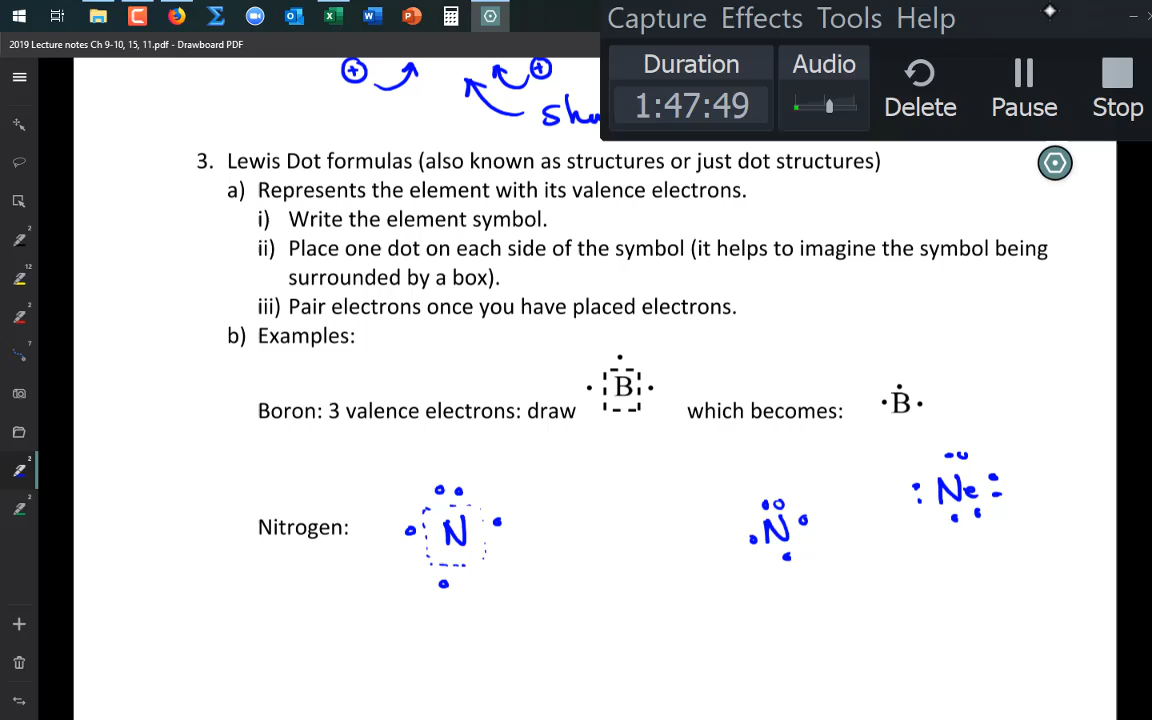 2019 Lecture notes Ch 9-10, 15, 11.pdf - Drawboard PDF
Capture Effects Tools Help
Duration
Audio
1:47:49
Delete
Pause
Stop
3. Lewis Dot formulas (also known as structures or just dot structures)
a) Represents the element with its valence electrons.
i) Write the element symbol.
ii) Place one dot on each side of the symbol (it helps to imagine the symbol being
surrounded by a box).
iii) Pair electrons once you have placed electrons.
b) Examples:
Boron: 3 valence electrons: draw B which becomes: B
Nitrogen: N N Ne